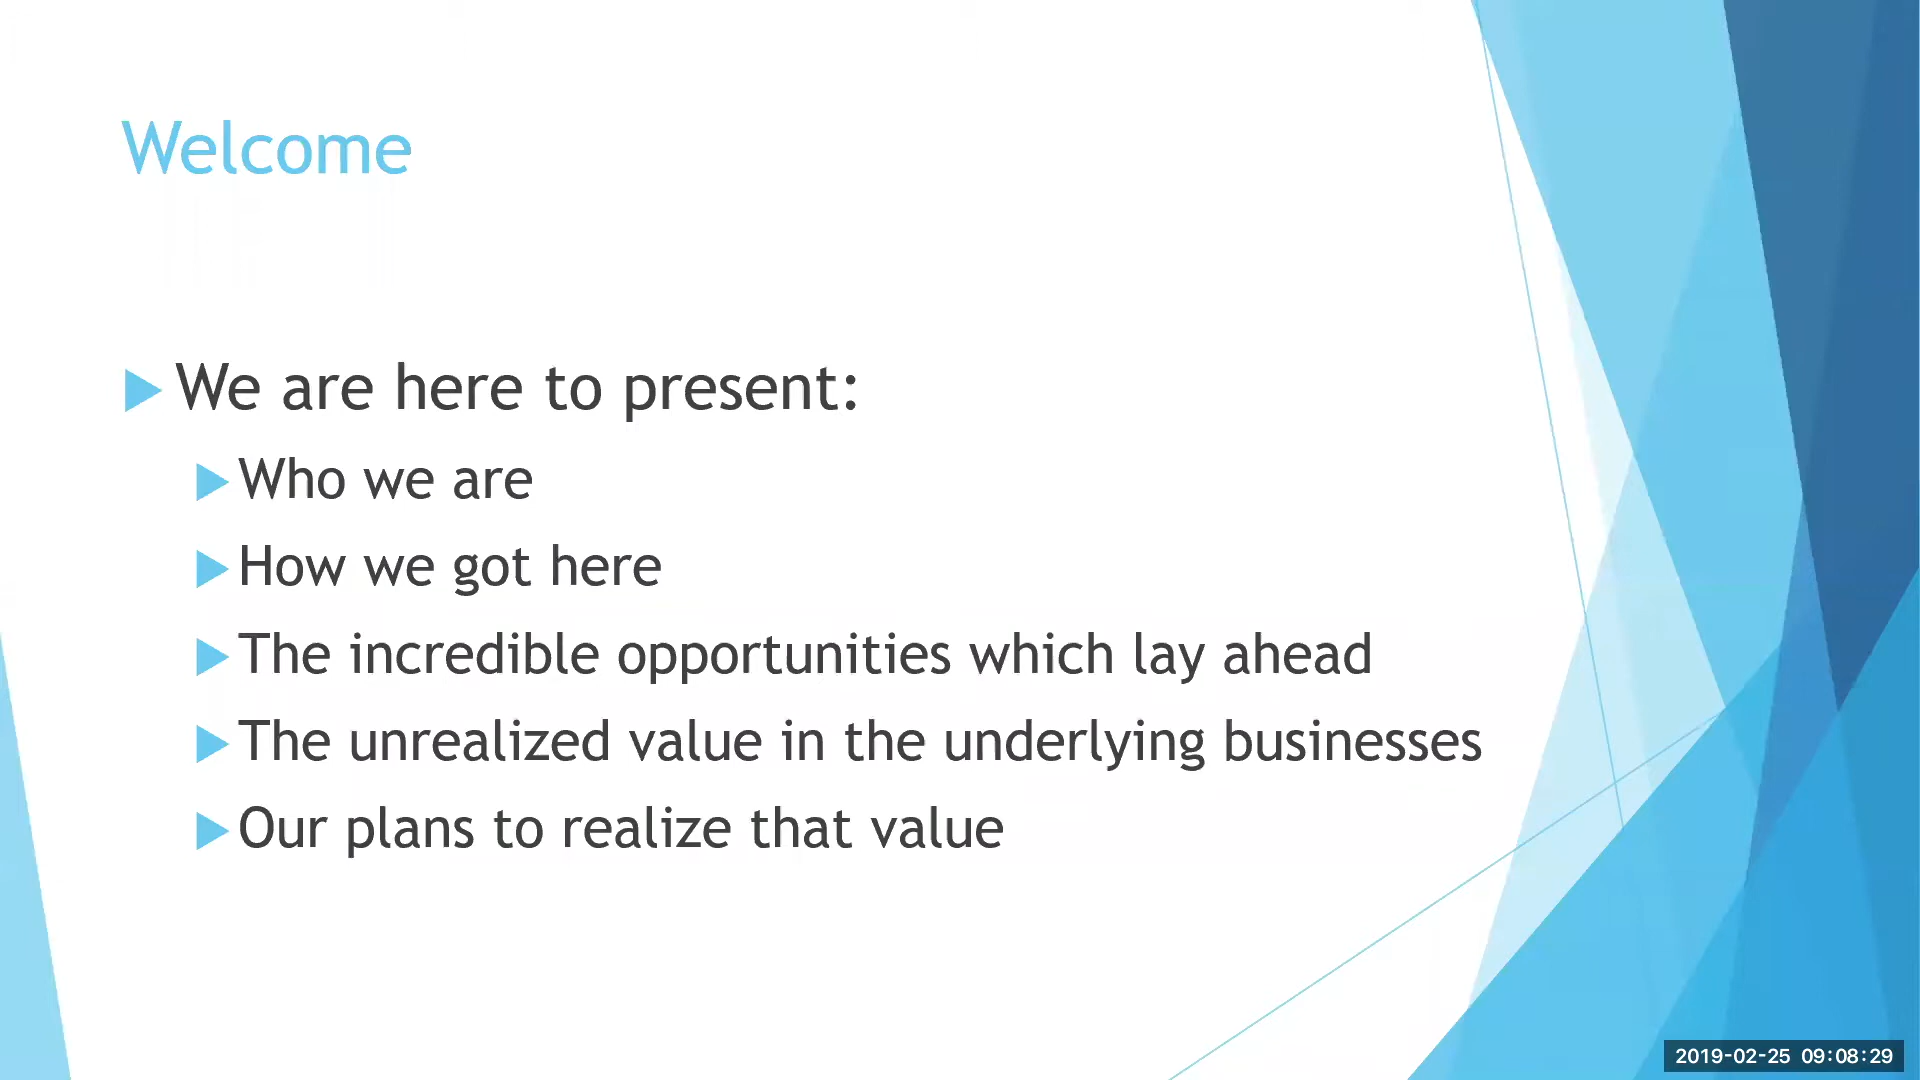 Welcome
We are here to present:
Who we are
How we got here
The incredible opportunities which lay ahead
The unrealized value in the underlying businesses
Our plans to realize that value
2019-02-25 09:08:29